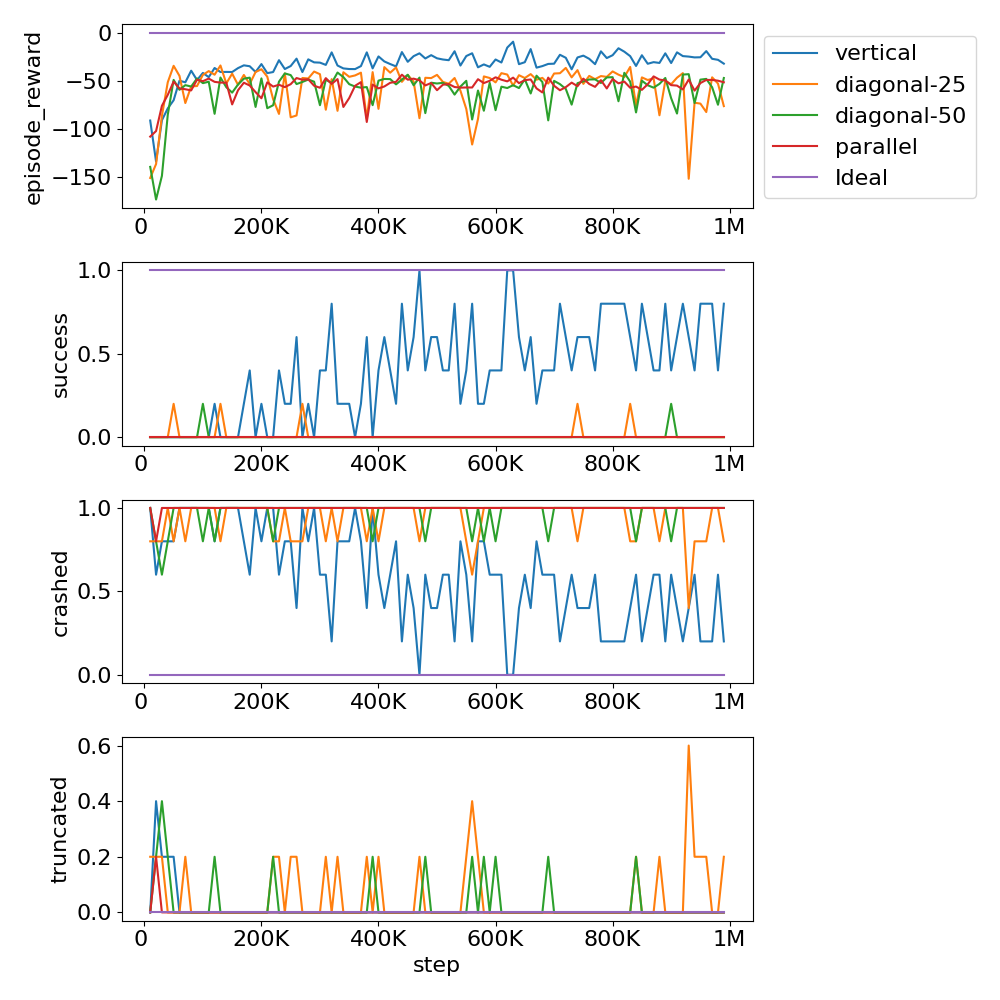 episode_reward
0
−50
−100
−150
0 200K 400K 600K 800K 1M
vertical
diagonal-25
diagonal-50
parallel
Ideal
success
1.0
0.5
0.0
0 200K 400K 600K 800K 1M
crashed
1.0
0.5
0.0
0 200K 400K 600K 800K 1M
truncated
0.6
0.4
0.2
0.0
0 200K 400K 600K 800K 1M
step